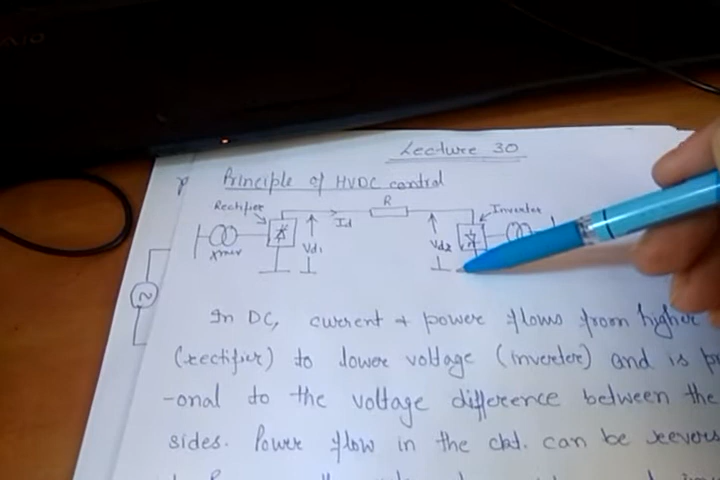 Lecture 30
Principle of HVDC control
Rectifier
R
Inverter
Id
Xmer
Vd1
Vd2
In DC, current & power flows from higher
(rectifier) to lower voltage (inverter) and is
-onal to the voltage difference between the
sides. Power flow in the ckt. can be revers